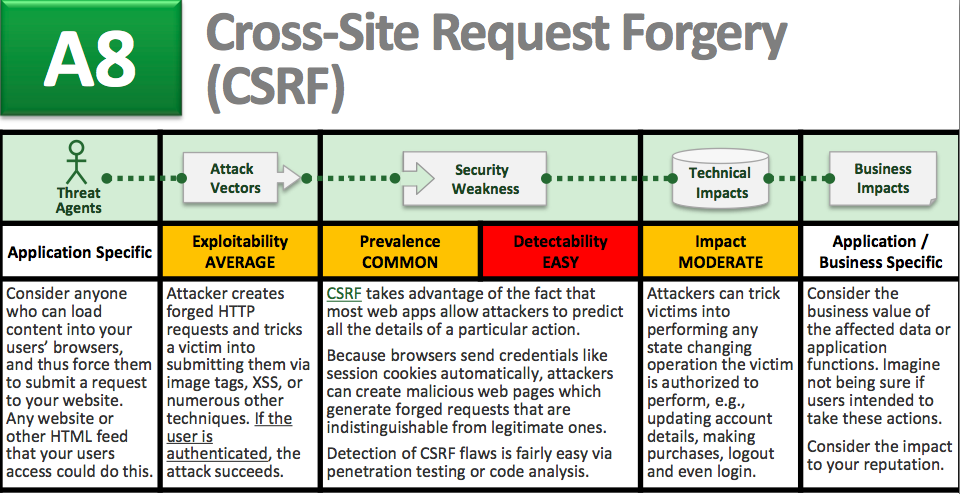 A8
Cross-Site Request Forgery
(CSRF)
Threat
Agents
Attack
Vectors
Security
Weakness
Technical
Impacts
Business
Impacts
Application Specific
Exploitability
AVERAGE
Prevalence
COMMON
Detectability
EASY
Impact
MODERATE
Application /
Business Specific
Consider anyone
who can load
content into your
users’ browsers,
and thus force them
to submit a request
to your website.
Any website or
other HTML feed
that your users
access could do this.
Attacker creates
forged HTTP
requests and tricks
a victim into
submitting them via
image tags, XSS, or
numerous other
techniques. If the
user is
authenticated, the
attack succeeds.
CSRF takes advantage of the fact that
most web apps allow attackers to predict
all the details of a particular action.
Because browsers send credentials like
session cookies automatically, attackers
can create malicious web pages which
generate forged requests that are
indistinguishable from legitimate ones.
Detection of CSRF flaws is fairly easy via
penetration testing or code analysis.
Attackers can trick
victims into
performing any
state changing
operation the victim
is authorized to
perform, e.g.,
updating account
details, making
purchases, logout
and even login.
Consider the
business value of
the affected data or
application
functions. Imagine
not being sure if
users intended to
take these actions.
Consider the impact
to your reputation.